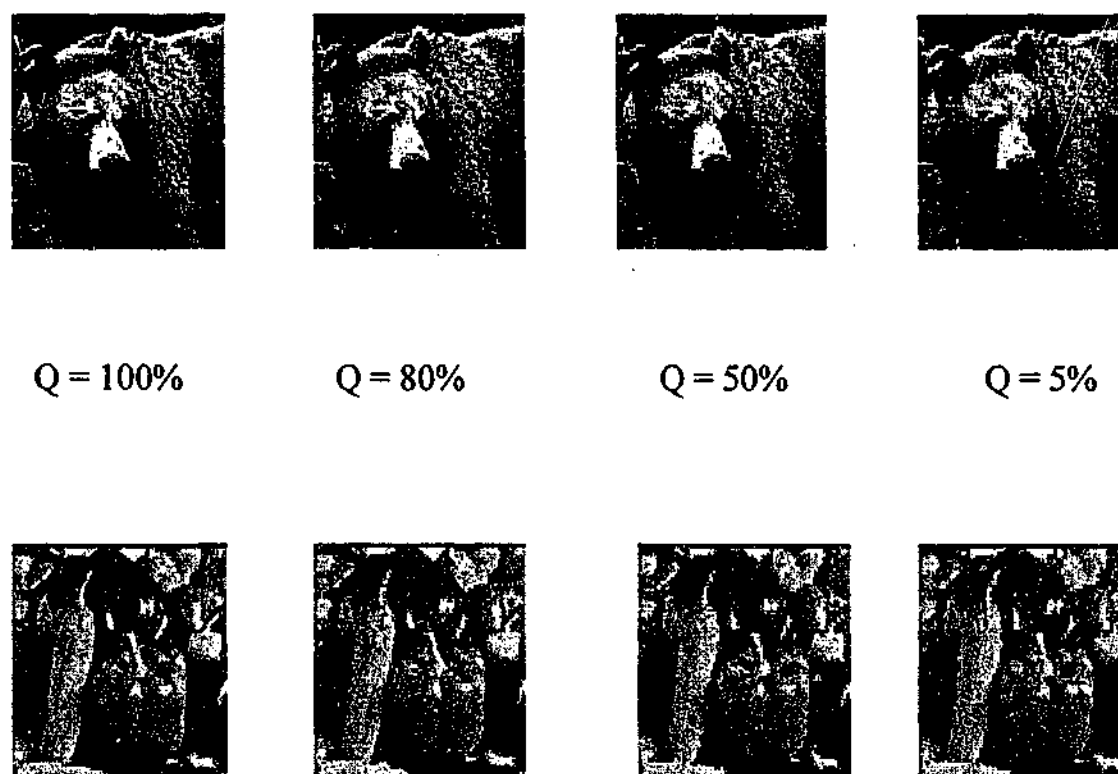 Q = 100% Q = 80% Q = 50% Q = 5%